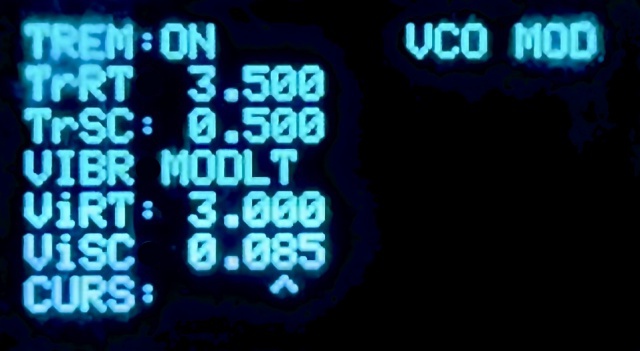 TREM:ON VCO MOD
TrRT 3.500
TrSC: 0.500
VIBR MODLT
ViRT: 3.000
ViSC 0.085
CURS: ^